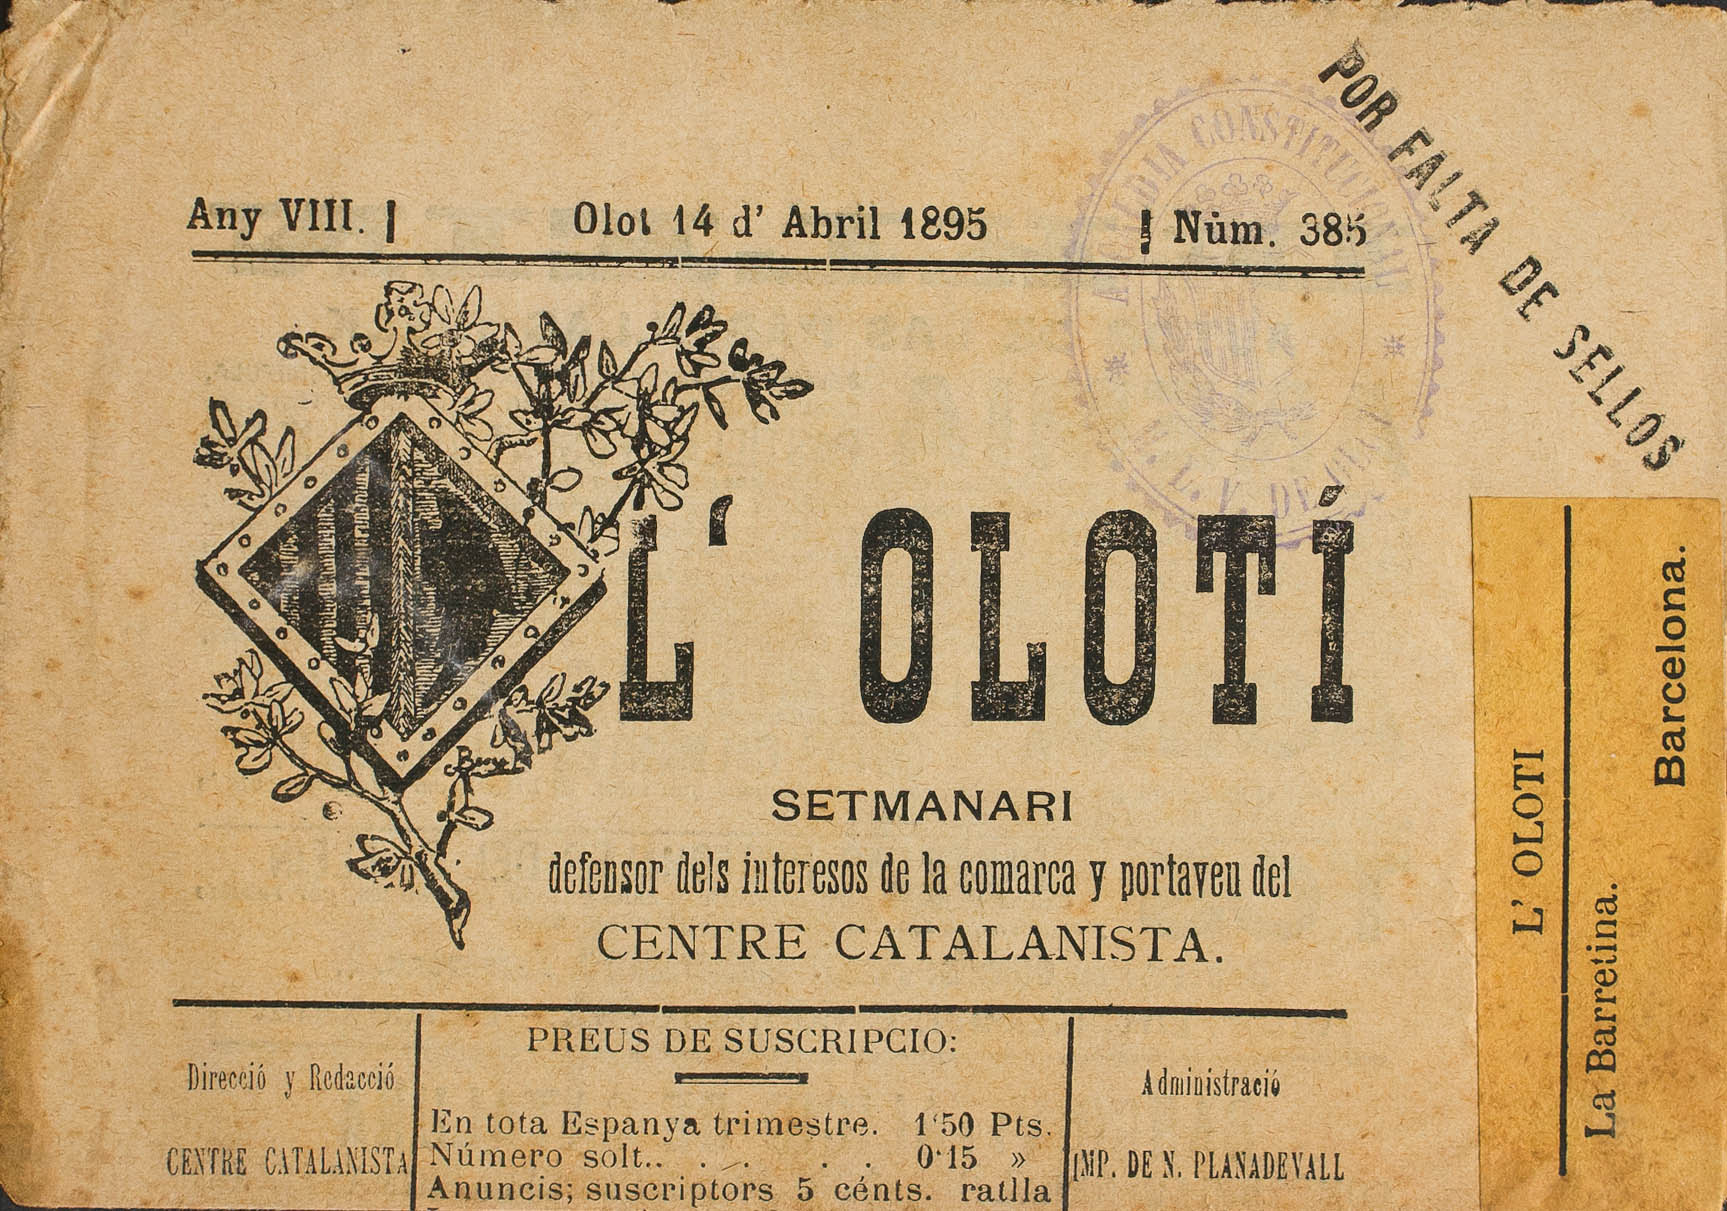 POR FALTA DE SELLOS
ALCALDIA CONSTITUCIONAL
Any VIII.
Olot 14 d' Abril 1895
Núm. 385
L' OLOTÍ
SETMANARI
defensor dels interesos de la comarca y portaveu del
CENTRE CATALANISTA.
Direcció y Redacció
CENTRE CATALANISTA
PREUS DE SUSCRIPCIO:
En tota Espanya trimestre. 1'50 Pts.
Número solt.. . . . . 0'15 »
Anuncis; suscriptors 5 cénts. ratlla
Administració
IMP. DE N. PLANADEVALL
L' OLOTI
La Barretina.
Barcelona.